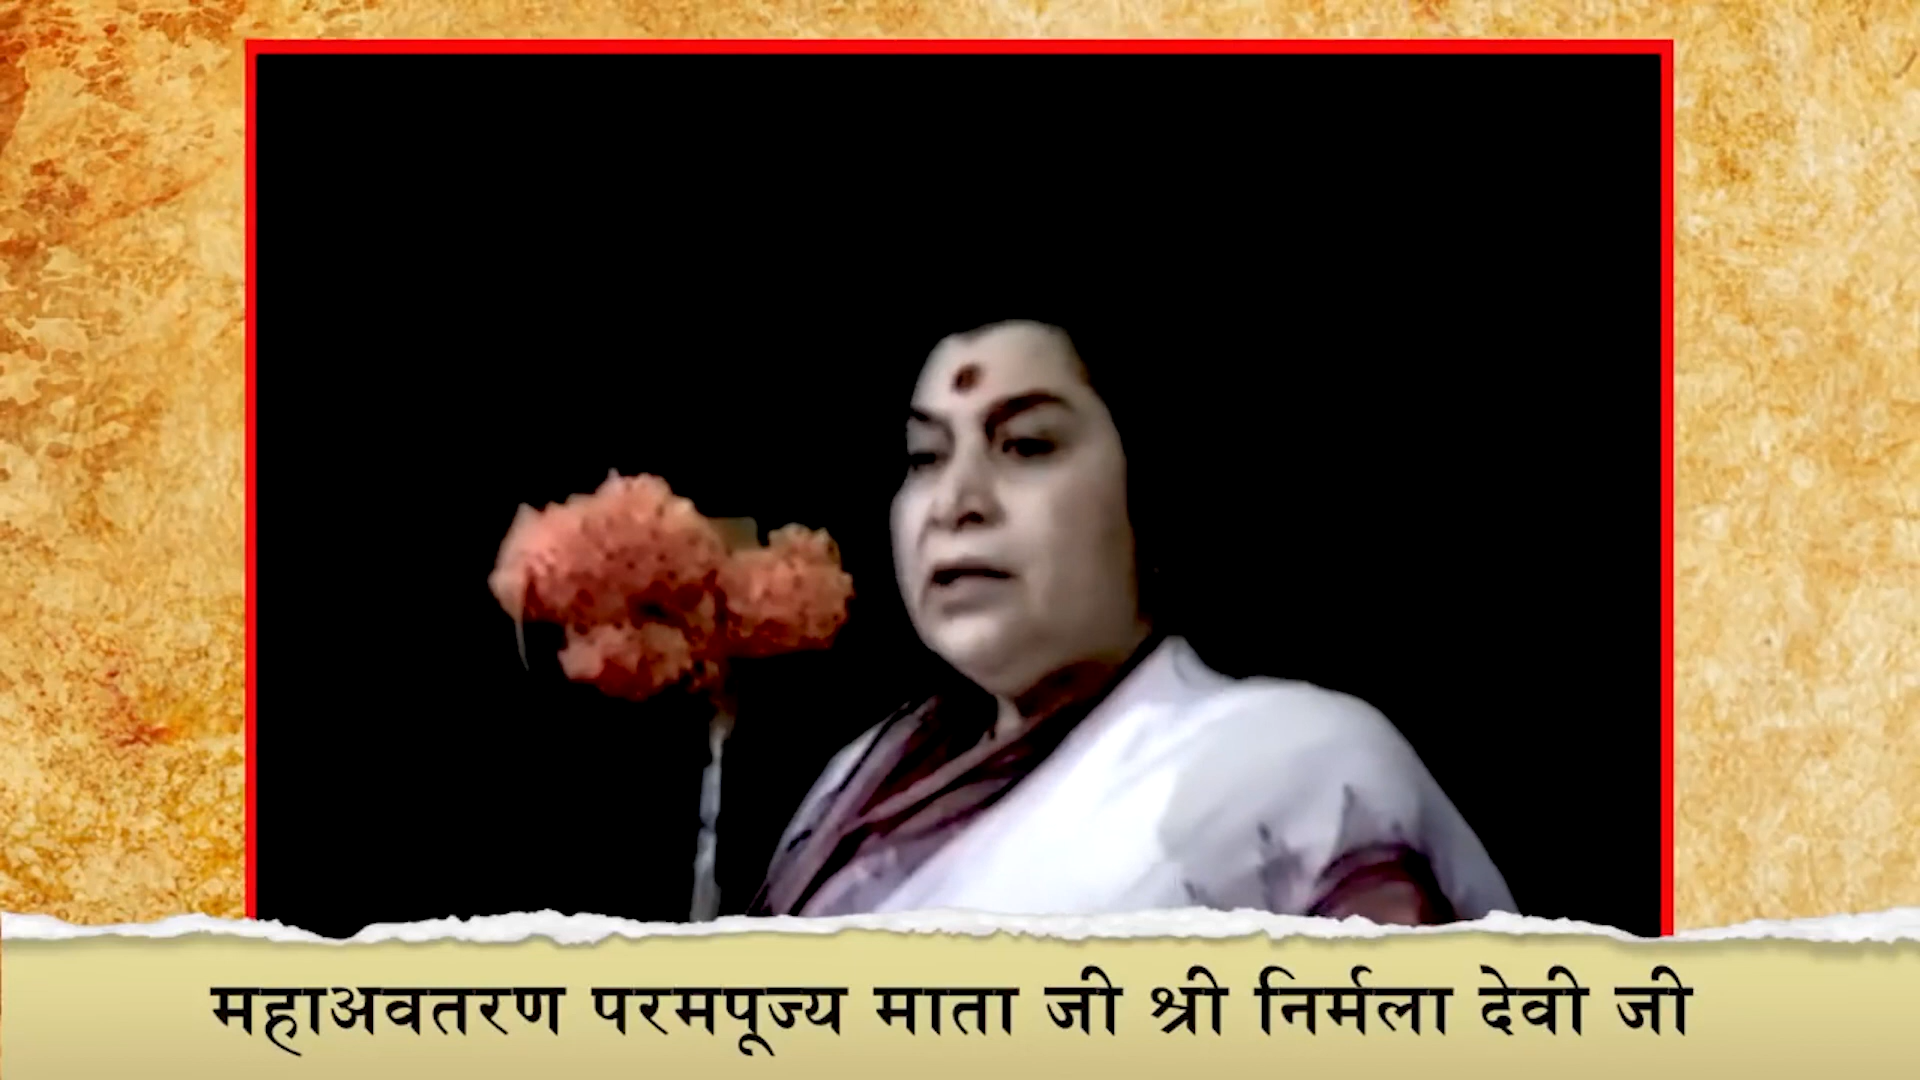 महाअवतरण परमपूज्य माता जी श्री निर्मला देवी जी